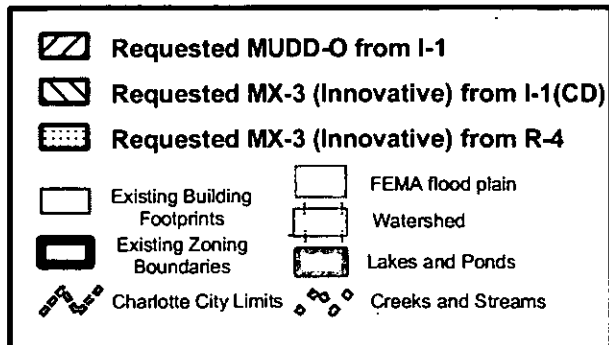 Requested MUDD-O from I-1
Requested MX-3 (Innovative) from I-1(CD)
Requested MX-3 (Innovative) from R-4
Existing Building
Footprints
Existing Zoning
Boundaries
Charlotte City Limits
FEMA flood plain
Watershed
Lakes and Ponds
Creeks and Streams